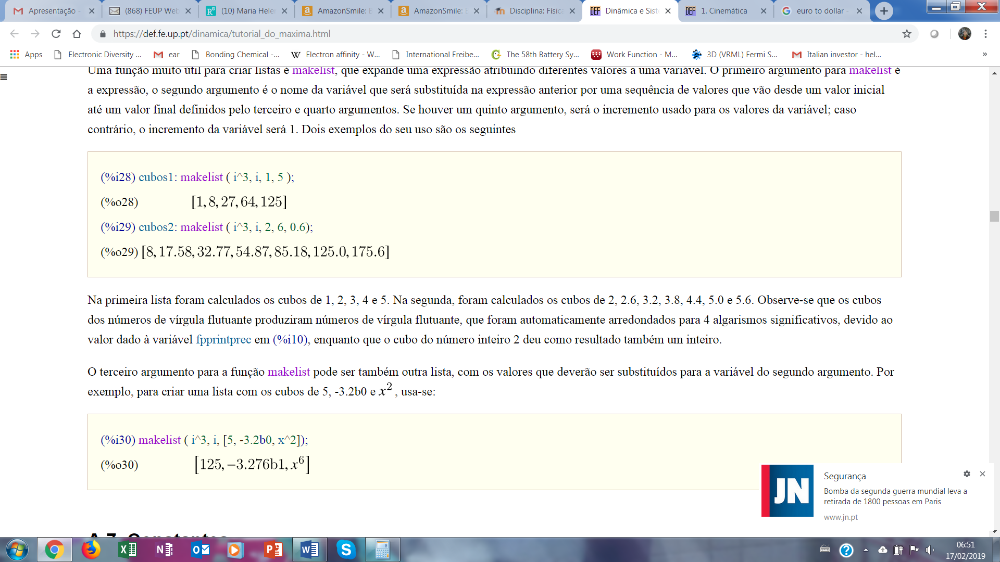 Apresentação -
(868) FEUP Web
(10) Maria Hele
AmazonSmile: B
AmazonSmile: E
Disciplina: Físic
Dinâmica e Sist
1. Cinemática
euro to dollar -
https://def.fe.up.pt/dinamica/tutorial_do_maxima.html
Apps
Electronic Diversity ...
ear
Bonding Chemical -...
Electron affinity - W...
International Freibe...
The 58th Battery Sy...
Work Function - M...
3D (VRML) Fermi S...
Italian investor - hel...
»
Uma função muito útil para criar listas é makelist, que expande uma expressão atribuindo diferentes valores a uma variável. O primeiro argumento para makelist é
a expressão, o segundo argumento é o nome da variável que será substituída na expressão anterior por uma sequência de valores que vão desde um valor inicial
até um valor final definidos pelo terceiro e quarto argumentos. Se houver um quinto argumento, será o incremento usado para os valores da variável; caso
contrário, o incremento da variável será 1. Dois exemplos do seu uso são os seguintes
(%i28) cubos1: makelist ( i^3, i, 1, 5 );
(%o28) [1, 8, 27, 64, 125]
(%i29) cubos2: makelist ( i^3, i, 2, 6, 0.6);
(%o29) [8, 17.58, 32.77, 54.87, 85.18, 125.0, 175.6]
Na primeira lista foram calculados os cubos de 1, 2, 3, 4 e 5. Na segunda, foram calculados os cubos de 2, 2.6, 3.2, 3.8, 4.4, 5.0 e 5.6. Observe-se que os cubos
dos números de vírgula flutuante produziram números de vírgula flutuante, que foram automaticamente arredondados para 4 algarismos significativos, devido ao
valor dado à variável fpprintprec em (%i10), enquanto que o cubo do número inteiro 2 deu como resultado também um inteiro.
O terceiro argumento para a função makelist pode ser também outra lista, com os valores que deverão ser substituídos para a variável do segundo argumento. Por
exemplo, para criar uma lista com os cubos de 5, -3.2b0 e x², usa-se:
(%i30) makelist ( i^3, i, [5, -3.2b0, x^2]);
(%o30) [125, −3.276b1, x⁶]
JN
Segurança
Bomba da segunda guerra mundial leva a
retirada de 1800 pessoas em Paris
www.jn.pt
A.7. Constantes
06:51
17/02/2019